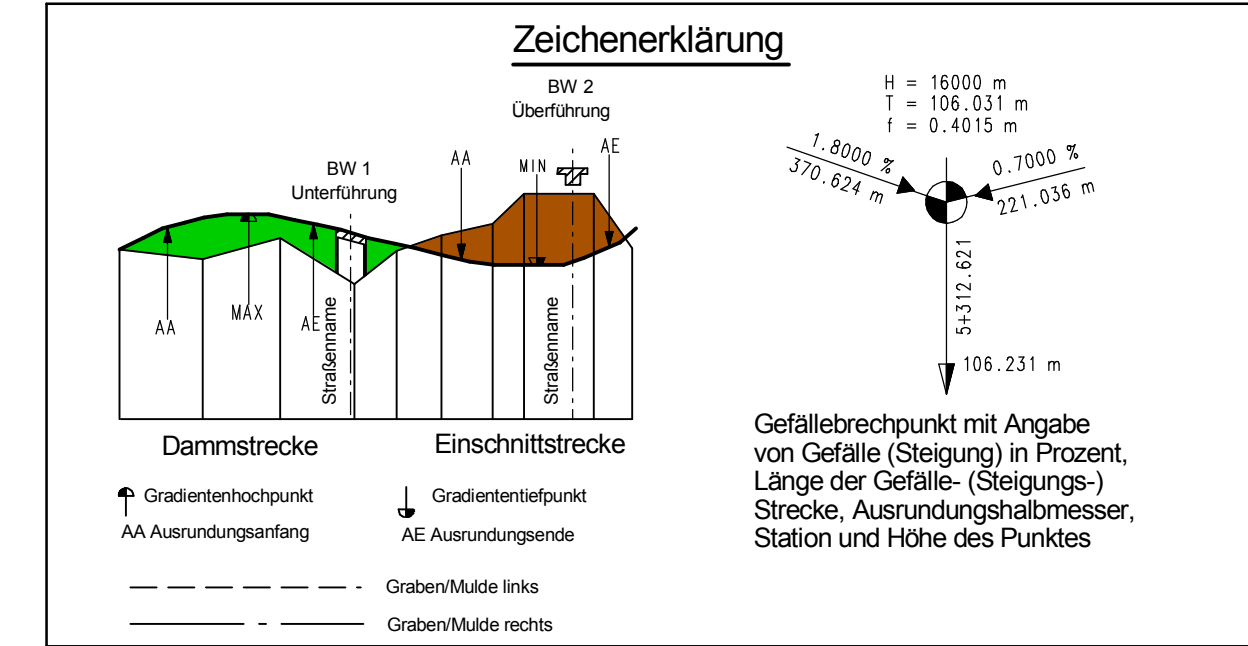 Zeichenerklärung
BW 2
Überführung
BW 1
Unterführung
AA
MIN
AE
AA
MAX
AE
Straßenname
Straßenname
Dammstrecke
Einschnittstrecke
Gradientenhochpunkt
Gradiententiefpunkt
AA Ausrundungsanfang
AE Ausrundungsende
Graben/Mulde links
Graben/Mulde rechts
H = 16000 m
T = 106.031 m
f = 0.4015 m
1.8000 %
370.624 m
0.7000 %
221.036 m
5+312.621
106.231 m
Gefällebrechpunkt mit Angabe
von Gefälle (Steigung) in Prozent,
Länge der Gefälle- (Steigungs-)
Strecke, Ausrundungshalbmesser,
Station und Höhe des Punktes